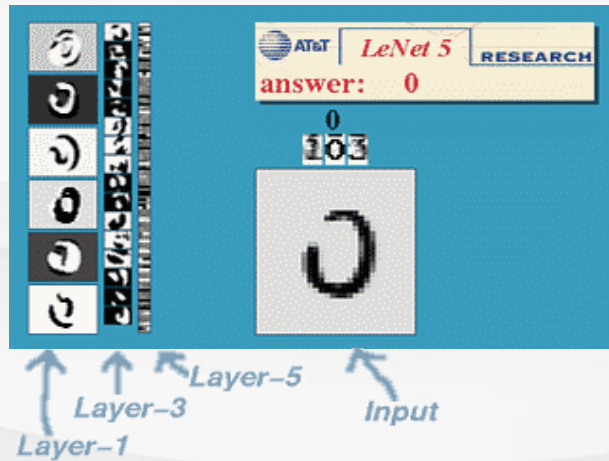 AT&T LeNet 5 RESEARCH
answer: 0
0
103
Layer-5
Layer-3
Input
Layer-1